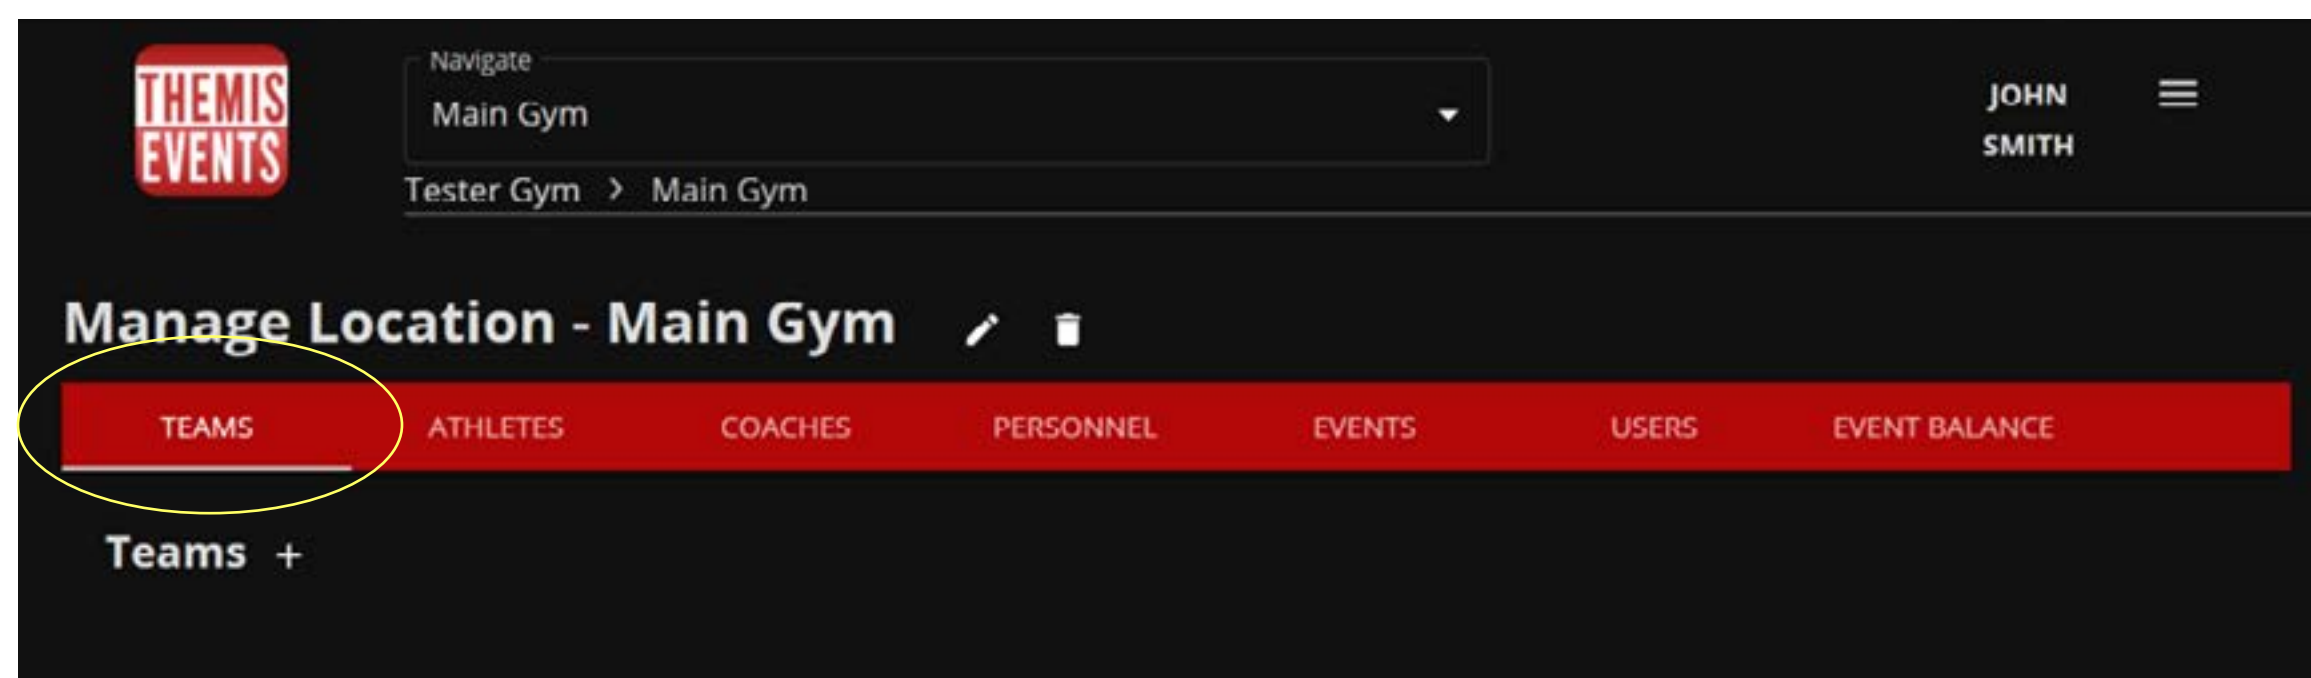 THEMIS
EVENTS
Navigate
Main Gym
JOHN
SMITH
Tester Gym > Main Gym
Manage Location - Main Gym
TEAMS ATHLETES COACHES PERSONNEL EVENTS USERS EVENT BALANCE
Teams +